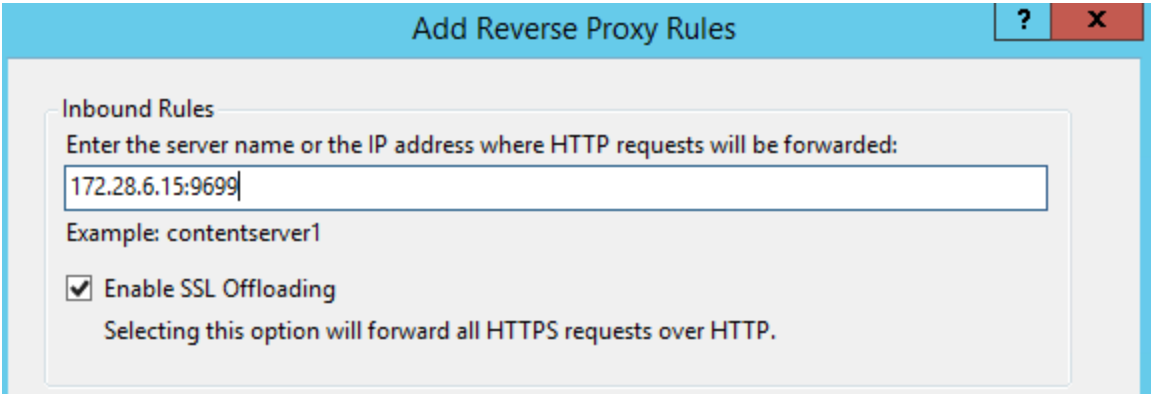 Add Reverse Proxy Rules
? x
Inbound Rules
Enter the server name or the IP address where HTTP requests will be forwarded:
172.28.6.15:9699
Example: contentserver1
Enable SSL Offloading
Selecting this option will forward all HTTPS requests over HTTP.